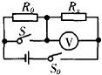 R₀ Rₓ
S V
S₀